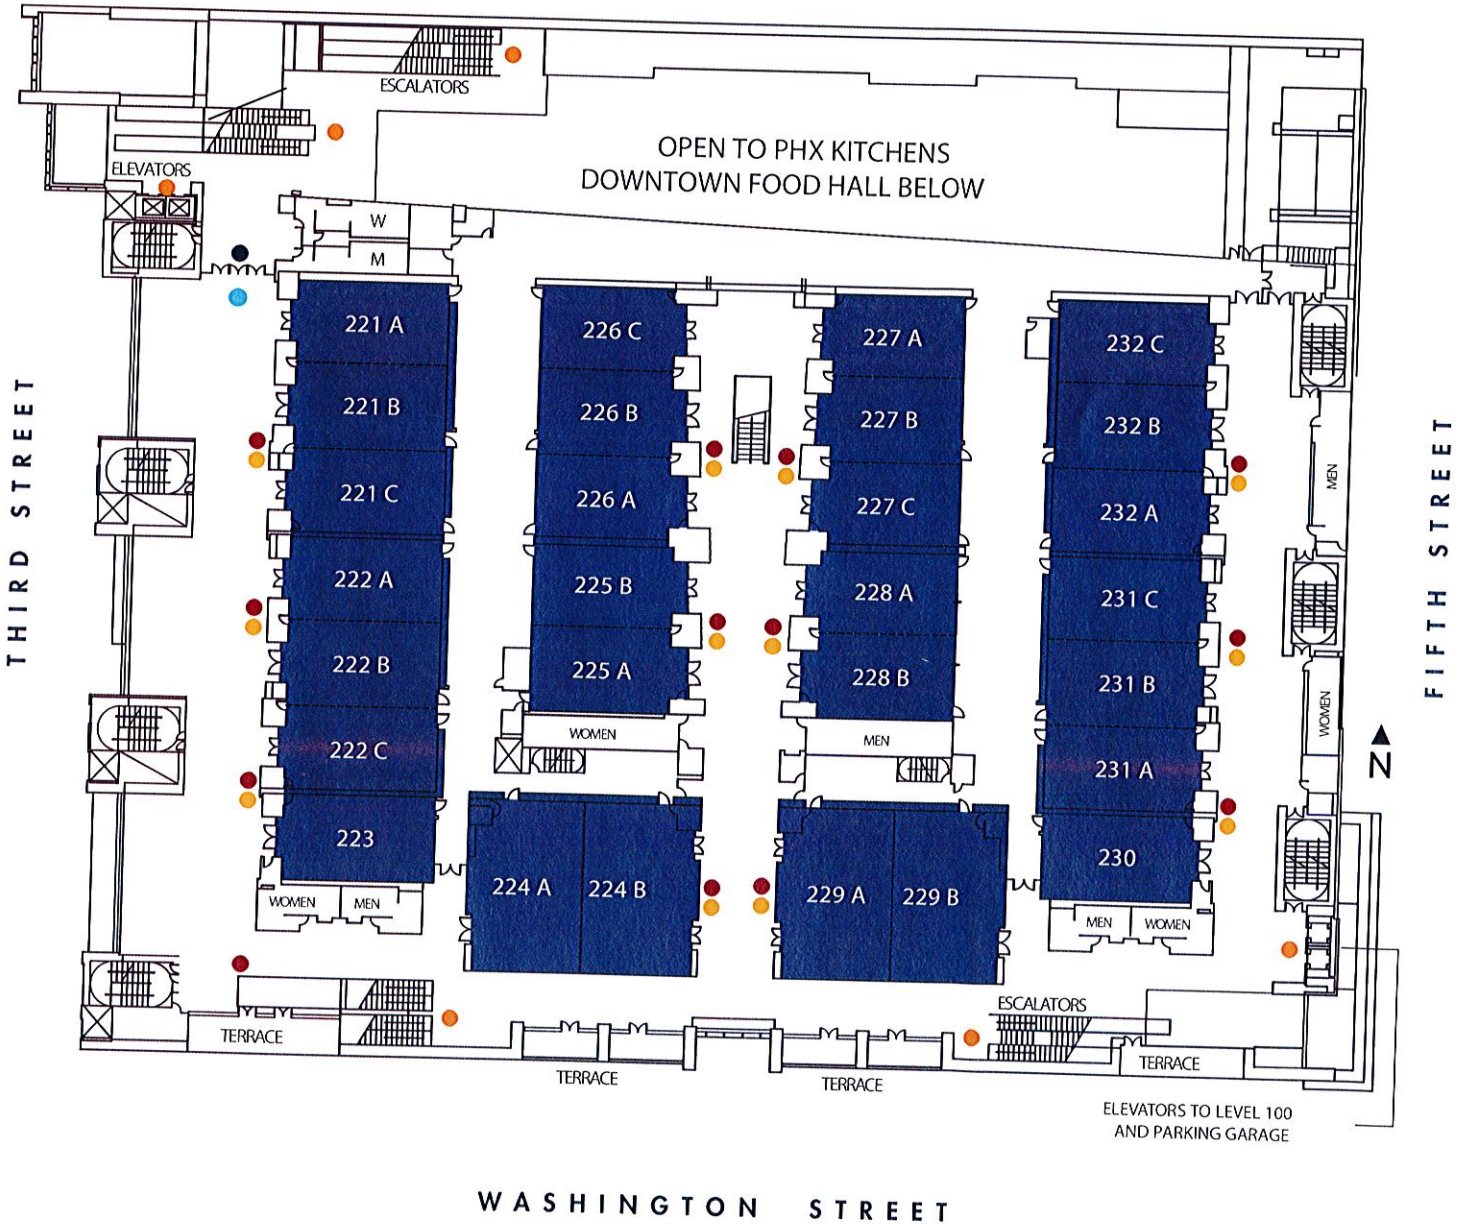 ESCALATORS
OPEN TO PHX KITCHENS
DOWNTOWN FOOD HALL BELOW
ELEVATORS
W
M
221 A
221 B
221 C
222 A
222 B
222 C
223
WOMEN
MEN
226 C
226 B
226 A
225 B
225 A
WOMEN
224 A
224 B
227 A
227 B
227 C
228 A
228 B
MEN
229 A
229 B
232 C
232 B
232 A
231 C
231 B
231 A
230
MEN
WOMEN
MEN
WOMEN
THIRD STREET
FIFTH STREET
N
TERRACE
TERRACE
TERRACE
ESCALATORS
TERRACE
ELEVATORS TO LEVEL 100
AND PARKING GARAGE
WASHINGTON STREET